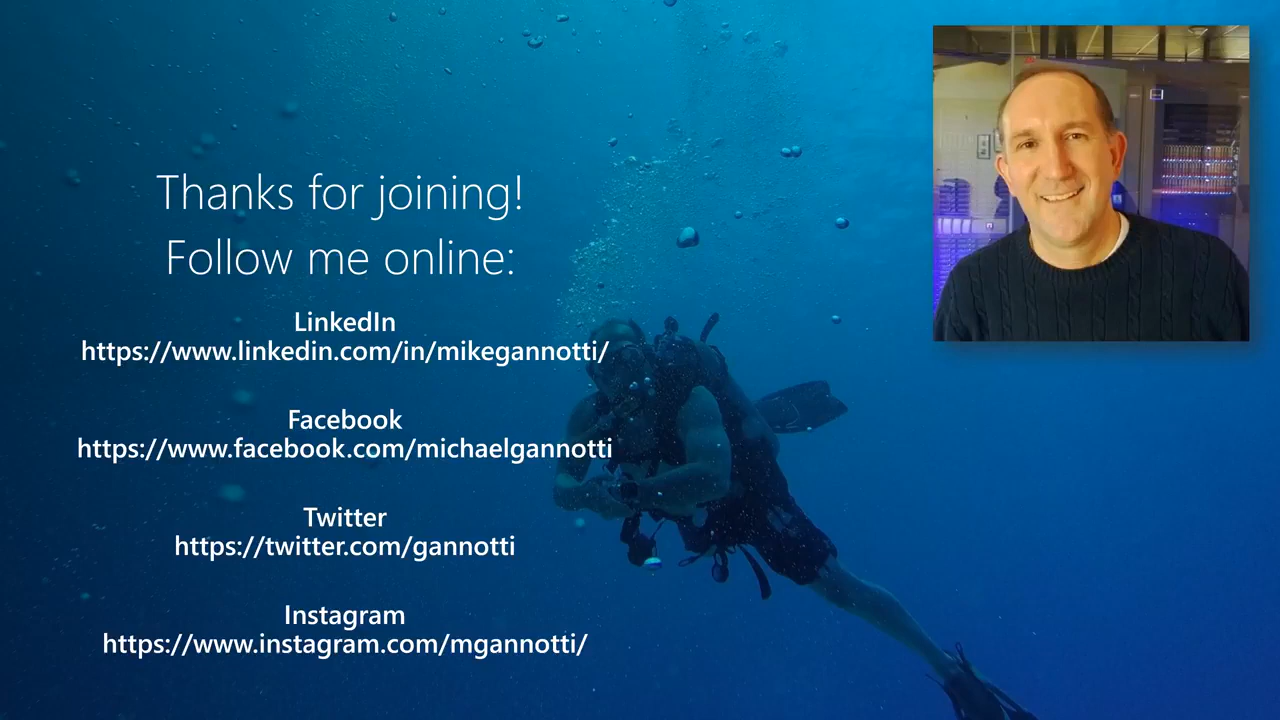 Thanks for joining!
Follow me online:
LinkedIn
https://www.linkedin.com/in/mikegannotti/
Facebook
https://www.facebook.com/michaelgannotti
Twitter
https://twitter.com/gannotti
Instagram
https://www.instagram.com/mgannotti/